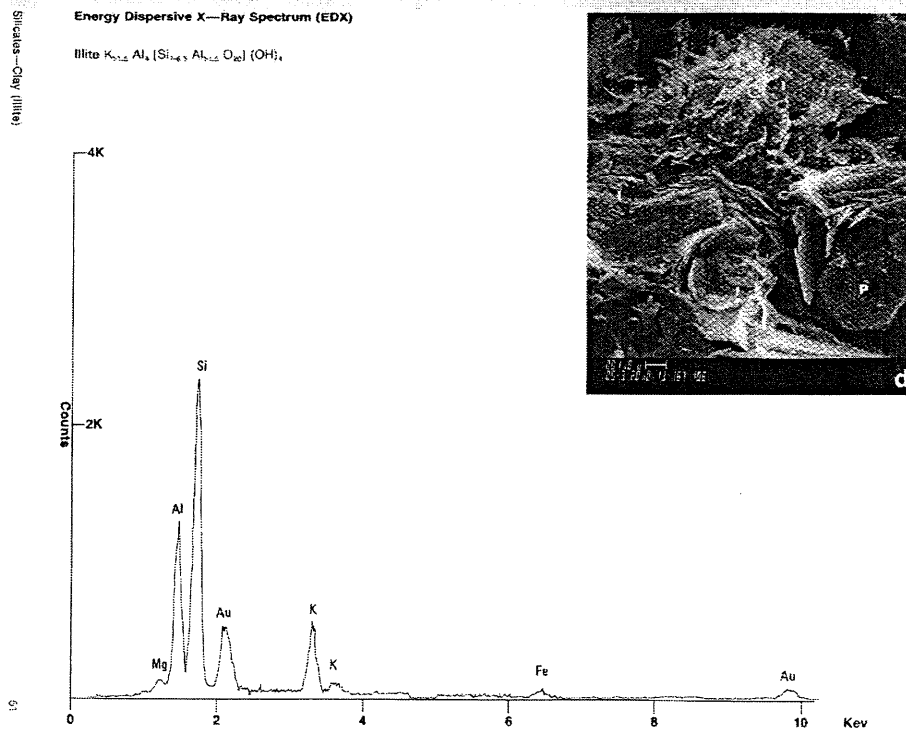 Energy Dispersive X—Ray Spectrum (EDX)
Silicates—Clay (Illite)
4K
Si
2K
Counts
Al
Au
K
Mg
K
Fe
Au
0
2
4
6
8
10
Kev
51
P
d